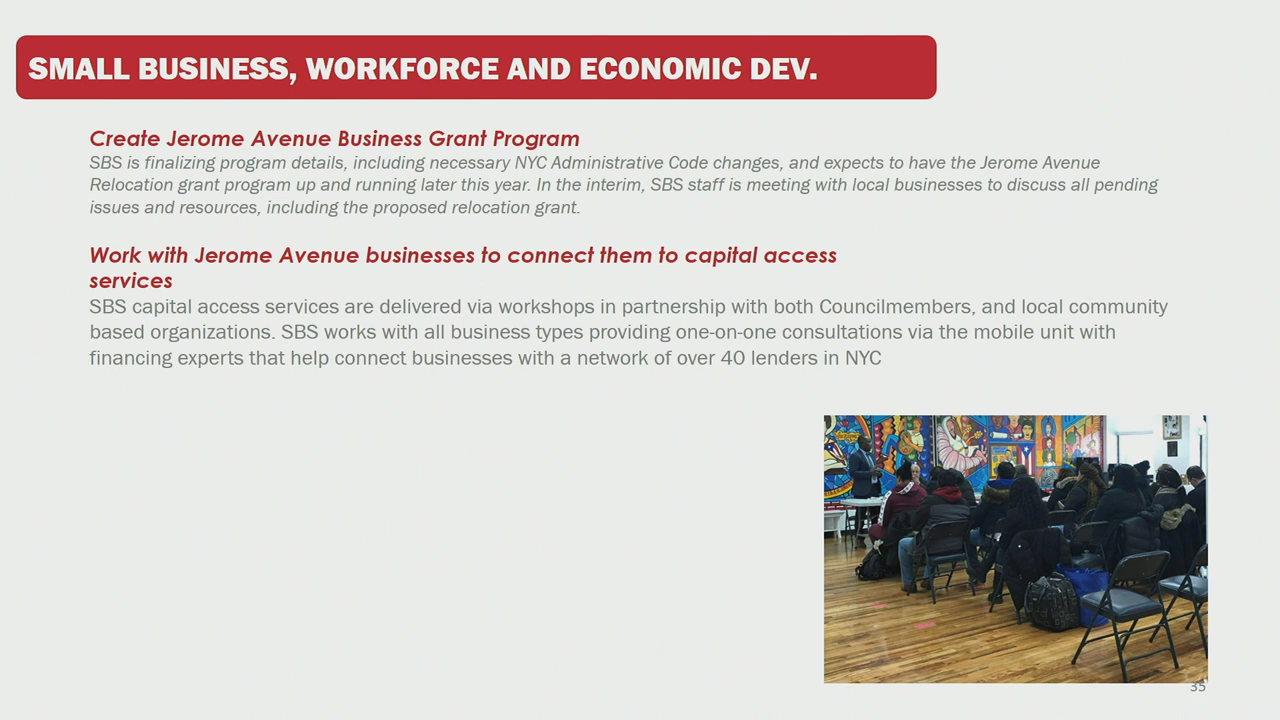 SMALL BUSINESS, WORKFORCE AND ECONOMIC DEV.
Create Jerome Avenue Business Grant Program
SBS is finalizing program details, including necessary NYC Administrative Code changes, and expects to have the Jerome Avenue
Relocation grant program up and running later this year. In the interim, SBS staff is meeting with local businesses to discuss all pending
issues and resources, including the proposed relocation grant.
Work with Jerome Avenue businesses to connect them to capital access
services
SBS capital access services are delivered via workshops in partnership with both Councilmembers, and local community
based organizations. SBS works with all business types providing one-on-one consultations via the mobile unit with
financing experts that help connect businesses with a network of over 40 lenders in NYC
35